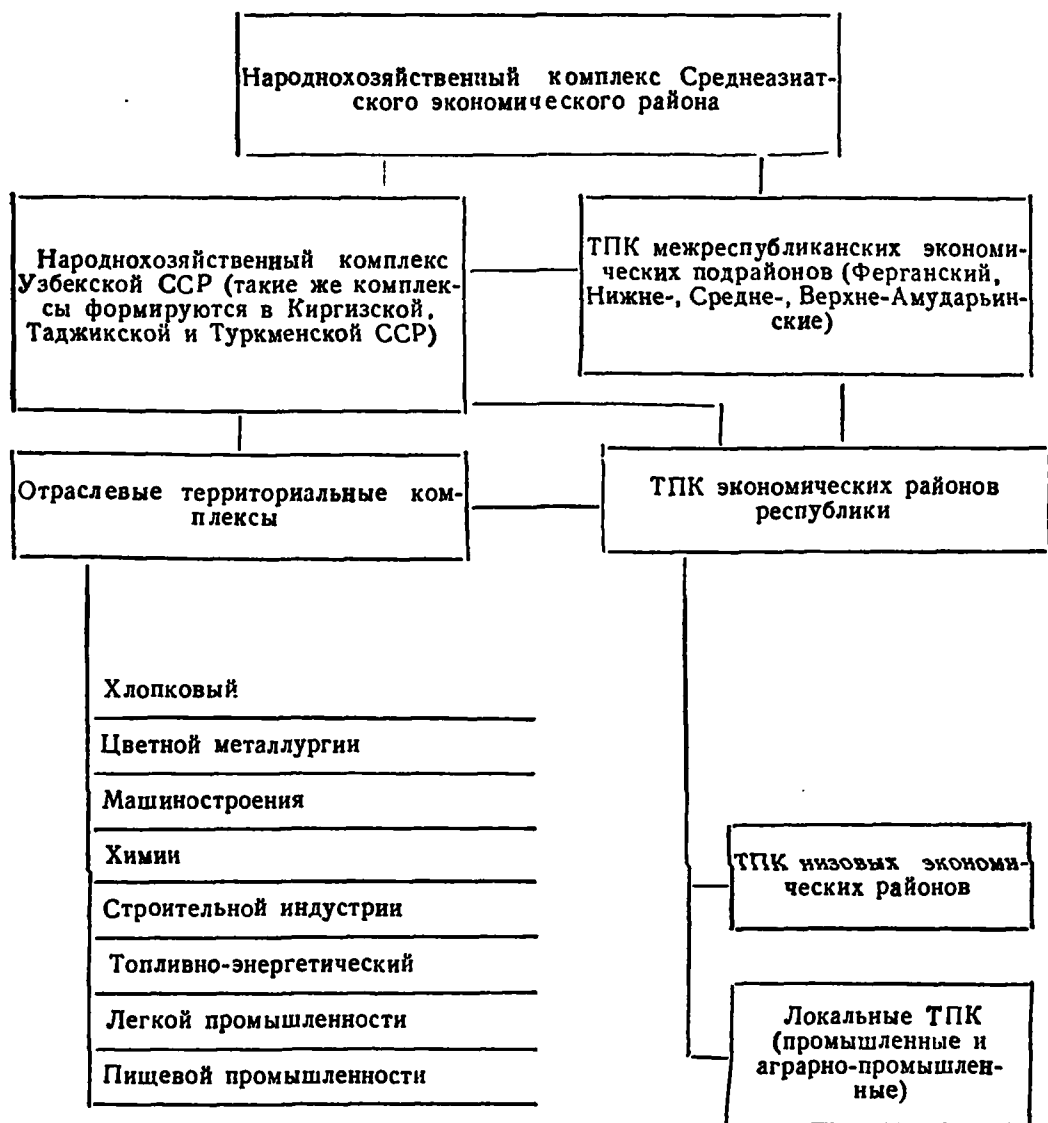 Народнохозяйственный комплекс Среднеазиат-
ского экономического района
Народнохозяйственный комплекс
Узбекской ССР (такие же комплек-
сы формируются в Киргизской,
Таджикской и Туркменской ССР)
ТПК межреспубликанских экономи-
ческих подрайонов (Ферганский,
Нижне-, Средне-, Верхне-Амударьин-
ские)
Отраслевые территориальные ком-
плексы
ТПК экономических районов
республики
Хлопковый
Цветной металлургии
Машиностроения
Химии
Строительной индустрии
Топливно-энергетический
Легкой промышленности
Пищевой промышленности
ТПК низовых экономи-
ческих районов
Локальные ТПК
(промышленные и
аграрно-промышлен-
ные)